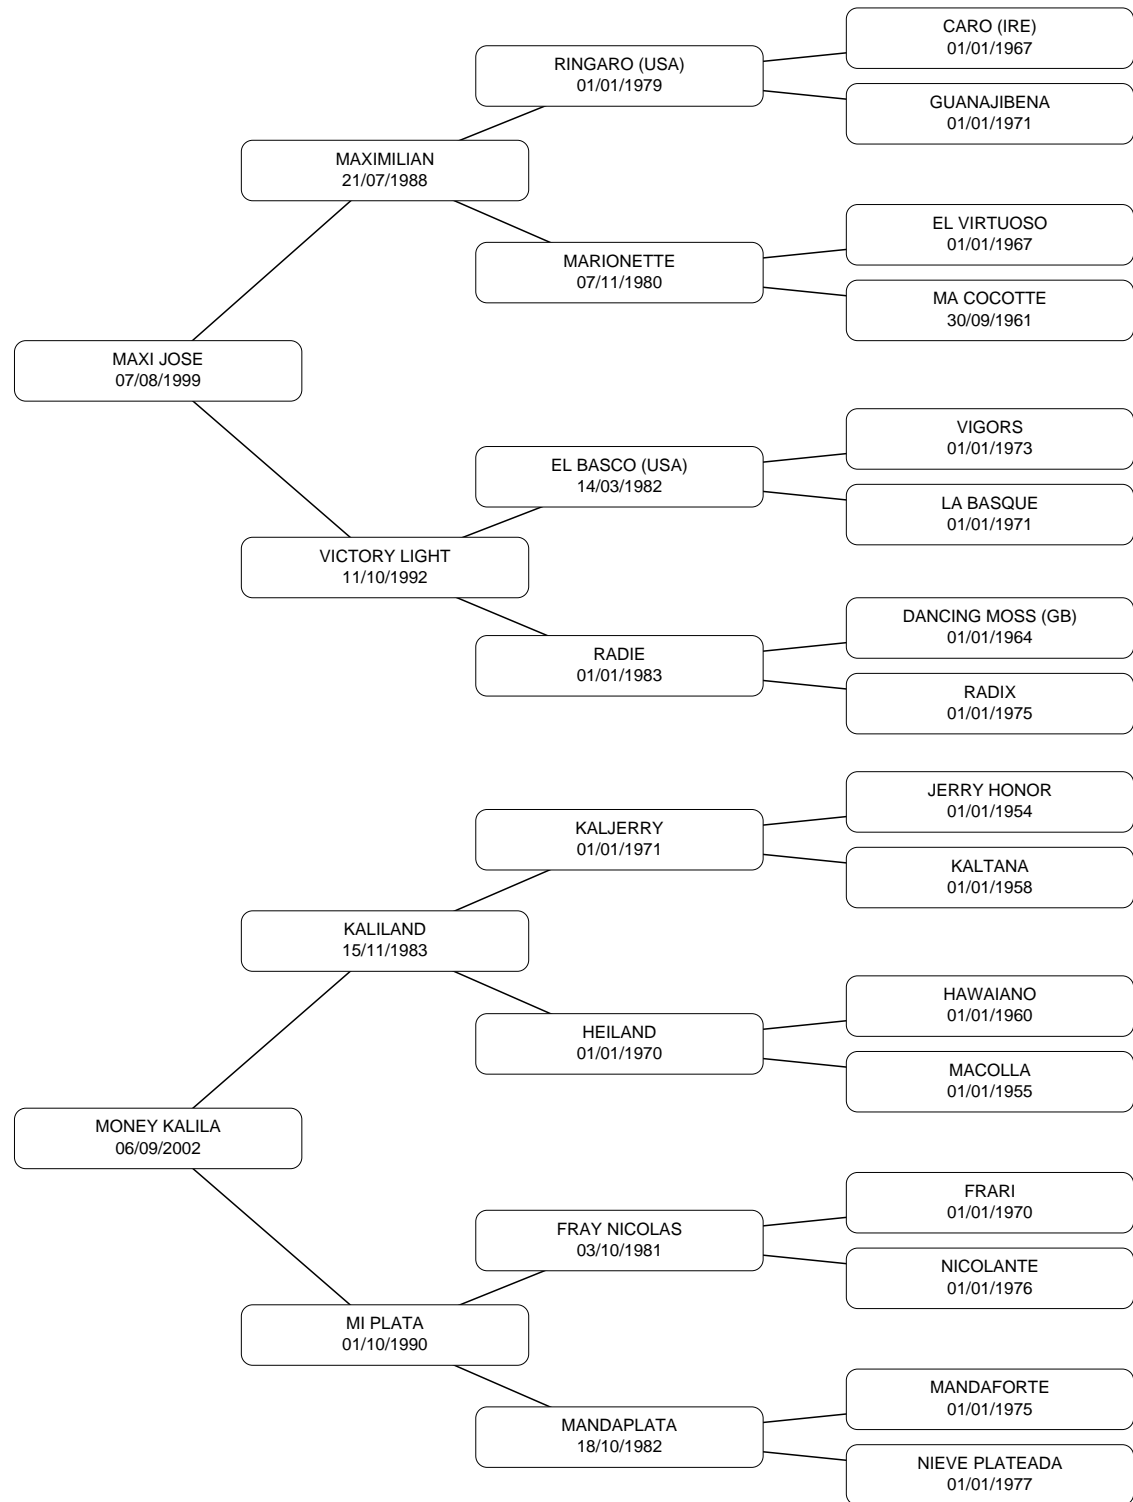 CARO (IRE)
01/01/1967
RINGARO (USA)
01/01/1979
GUANAJIBENA
01/01/1971
MAXIMILIAN
21/07/1988
EL VIRTUOSO
01/01/1967
MARIONETTE
07/11/1980
MA COCOTTE
30/09/1961
MAXI JOSE
07/08/1999
VIGORS
01/01/1973
EL BASCO (USA)
14/03/1982
LA BASQUE
01/01/1971
VICTORY LIGHT
11/10/1992
DANCING MOSS (GB)
01/01/1964
RADIE
01/01/1983
RADIX
01/01/1975
JERRY HONOR
01/01/1954
KALJERRY
01/01/1971
KALTANA
01/01/1958
KALILAND
15/11/1983
HAWAIANO
01/01/1960
HEILAND
01/01/1970
MACOLLA
01/01/1955
MONEY KALILA
06/09/2002
FRARI
01/01/1970
FRAY NICOLAS
03/10/1981
NICOLANTE
01/01/1976
MI PLATA
01/10/1990
MANDAFORTE
01/01/1975
MANDAPLATA
18/10/1982
NIEVE PLATEADA
01/01/1977